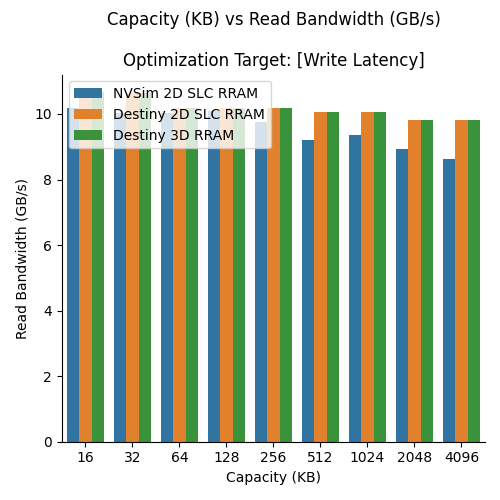 Capacity (KB) vs Read Bandwidth (GB/s)
Optimization Target: [Write Latency]
NVSim 2D SLC RRAM
Destiny 2D SLC RRAM
Destiny 3D RRAM
Read Bandwidth (GB/s)
10
8
6
4
2
0
16 32 64 128 256 512 1024 2048 4096
Capacity (KB)